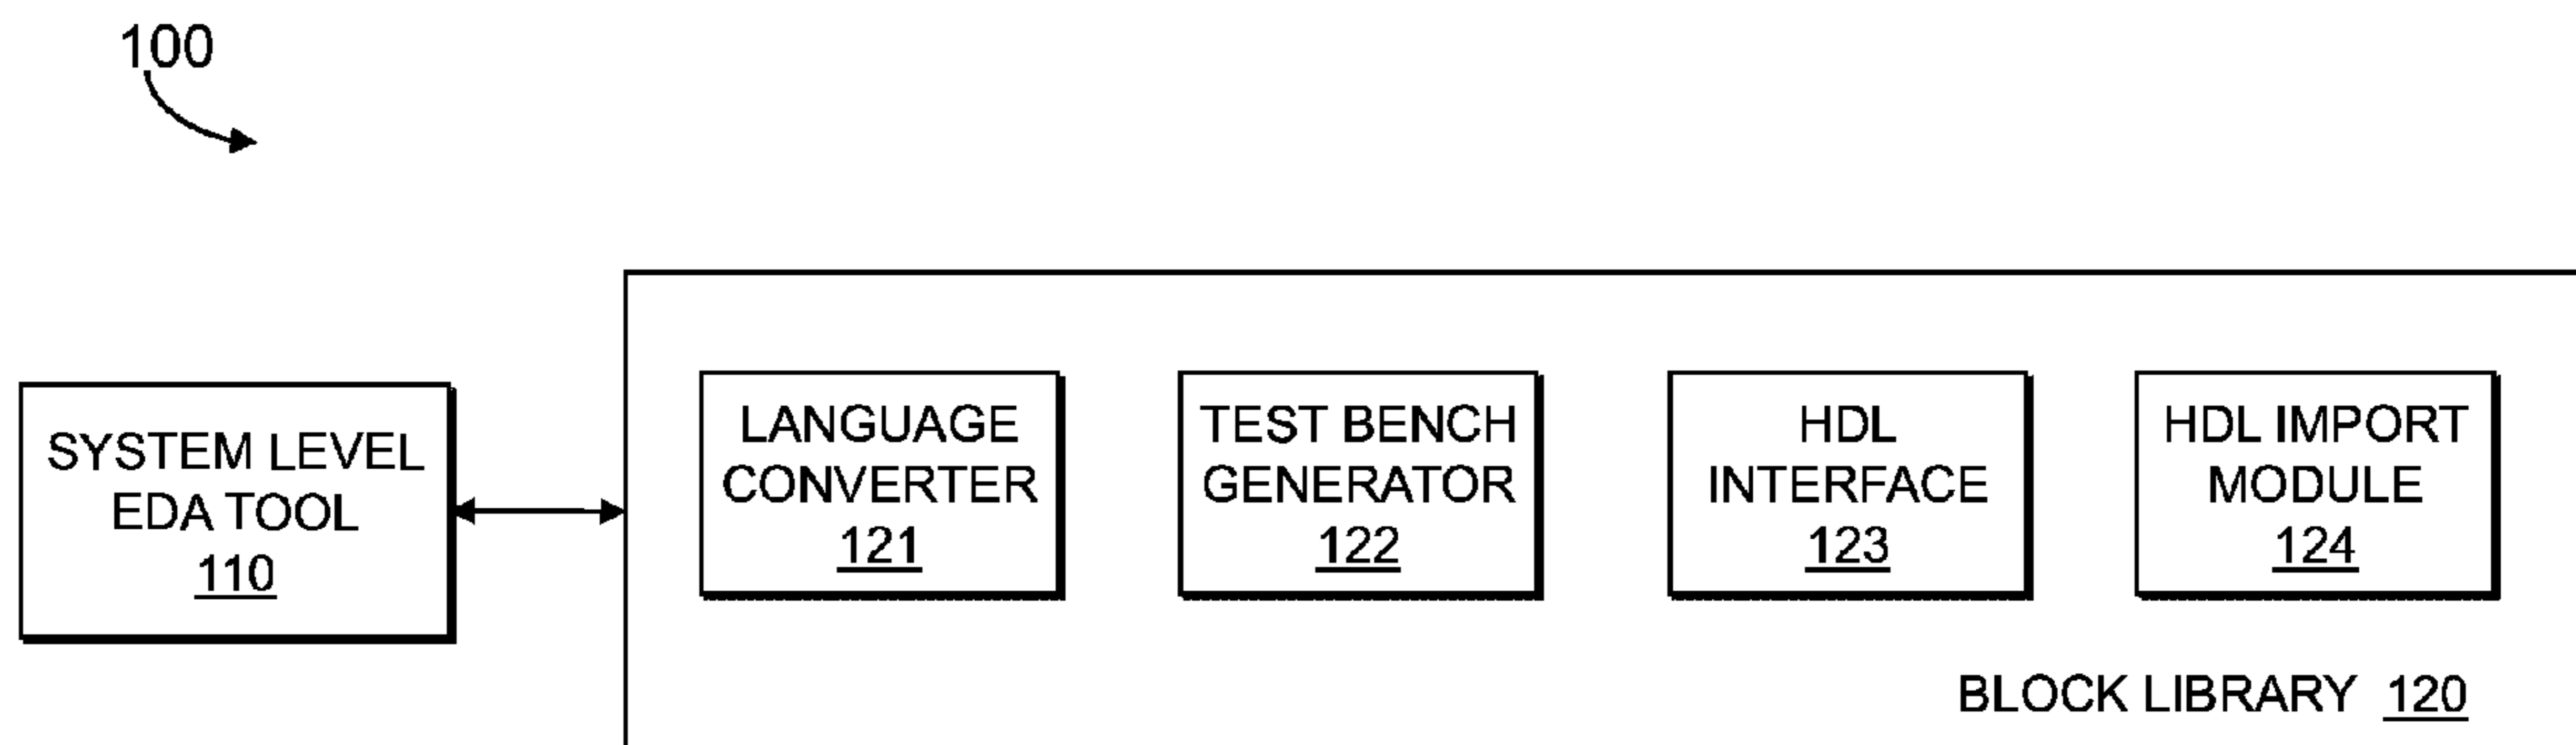 100
SYSTEM LEVEL
EDA TOOL
110
LANGUAGE
CONVERTER
121
TEST BENCH
GENERATOR
122
HDL
INTERFACE
123
HDL IMPORT
MODULE
124
BLOCK LIBRARY 120